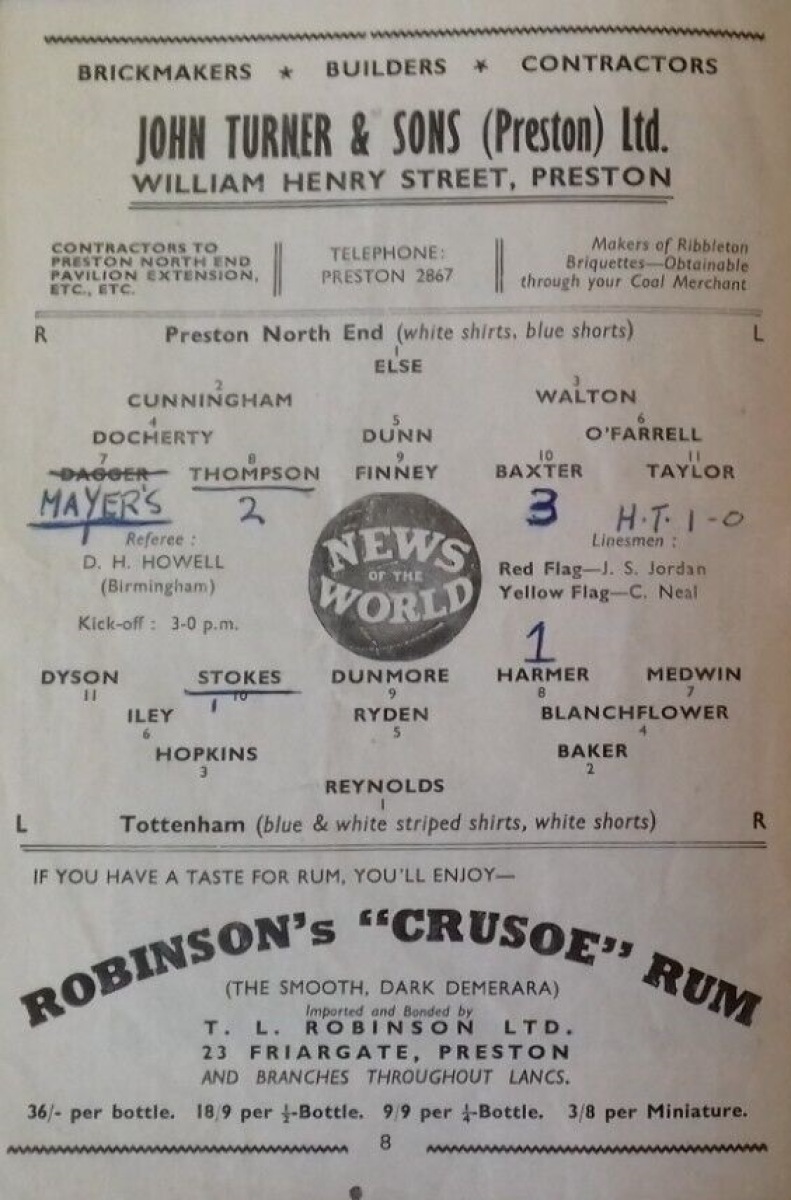 BRICKMAKERS ★ BUILDERS ★ CONTRACTORS
JOHN TURNER & SONS (Preston) Ltd.
WILLIAM HENRY STREET, PRESTON
CONTRACTORS TO
PRESTON NORTH END
PAVILION EXTENSION,
ETC., ETC.
TELEPHONE:
PRESTON 2867
Makers of Ribbleton
Briquettes—Obtainable
through your Coal Merchant
R Preston North End (white shirts, blue shorts) L
1
ELSE
2 3
CUNNINGHAM WALTON
4 5 6
DOCHERTY DUNN O'FARRELL
7 8 9 10 11
DAGGER THOMPSON FINNEY BAXTER TAYLOR
MAYER'S 2 3 H.T. 1-0
1
Referee :
D. H. HOWELL
(Birmingham)
Kick-off : 3-0 p.m.
NEWS
OF THE
WORLD
Linesmen :
Red Flag—J. S. Jordan
Yellow Flag—C. Neal
1
DYSON STOKES DUNMORE HARMER MEDWIN
11 10 9 8 7
1
ILEY RYDEN BLANCHFLOWER
6 5 4
HOPKINS BAKER
3 2
REYNOLDS
1
L Tottenham (blue & white striped shirts, white shorts) R
IF YOU HAVE A TASTE FOR RUM, YOU'LL ENJOY—
ROBINSON's "CRUSOE" RUM
(THE SMOOTH, DARK DEMERARA)
Imported and Bonded by
T. L. ROBINSON LTD.
23 FRIARGATE, PRESTON
AND BRANCHES THROUGHOUT LANCS.
36/- per bottle. 18/9 per ½-Bottle. 9/9 per ¼-Bottle. 3/8 per Miniature.
8